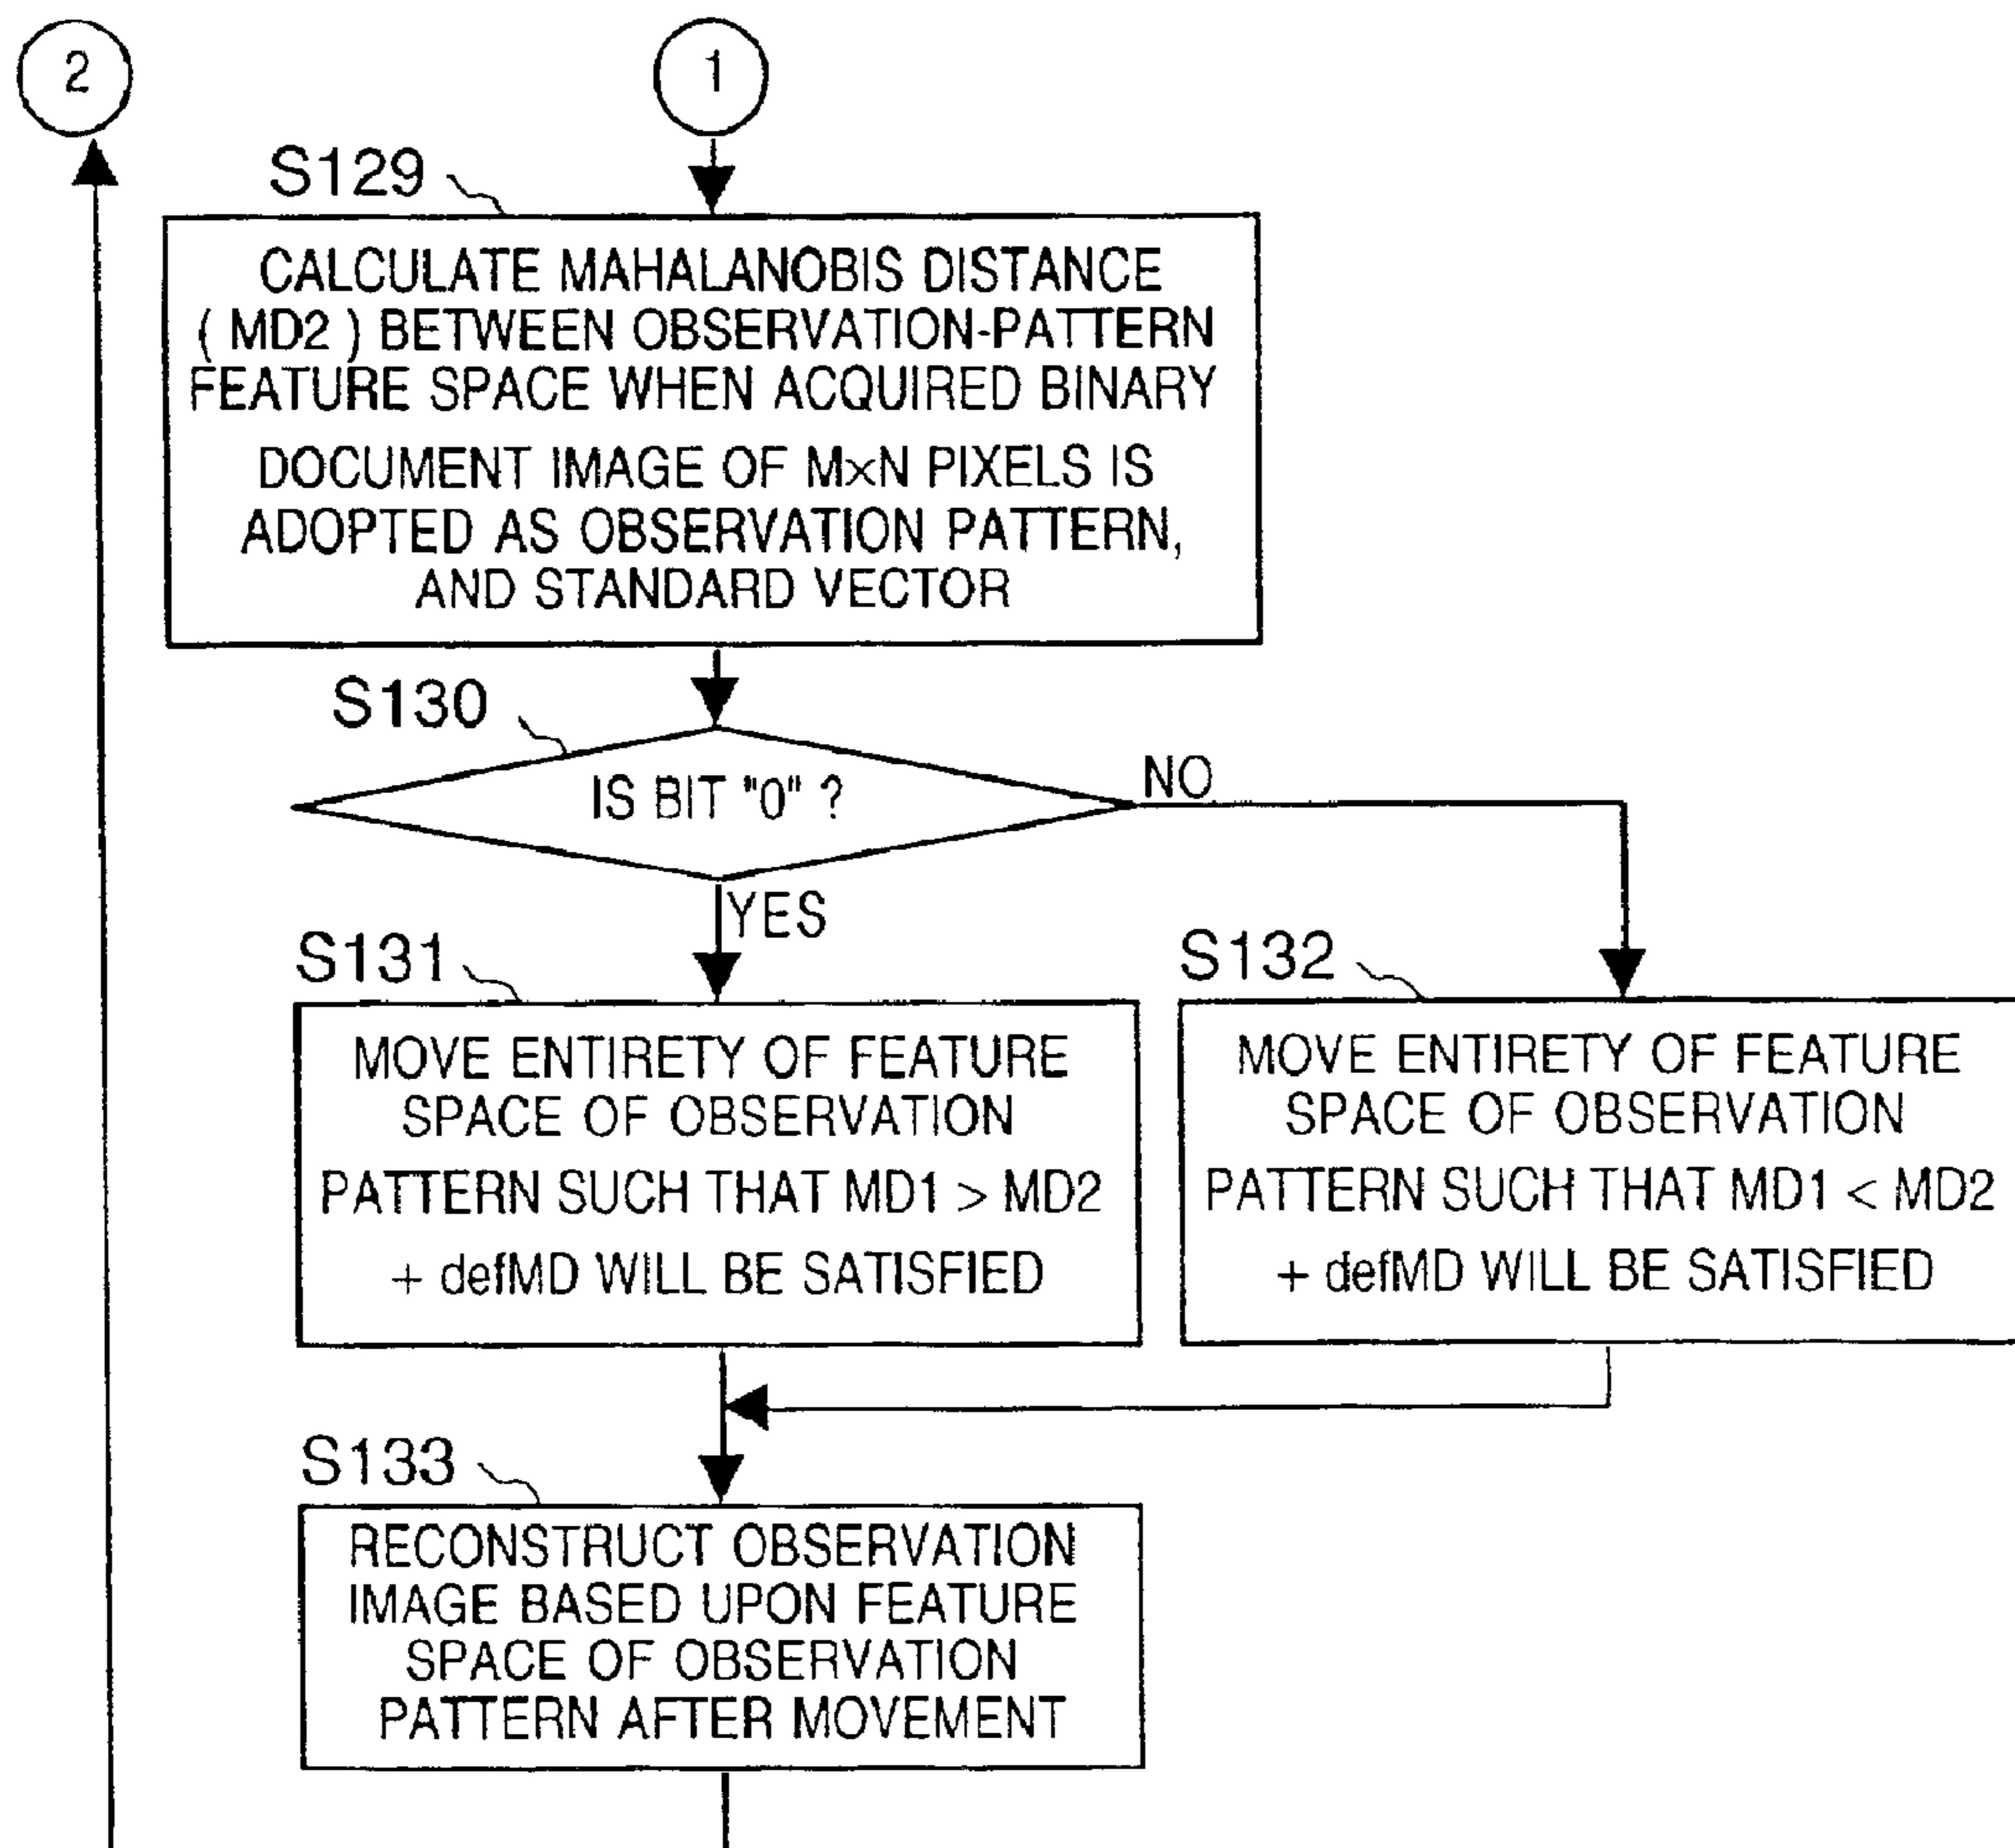 2
1
S129
CALCULATE MAHALANOBIS DISTANCE
( MD2 ) BETWEEN OBSERVATION-PATTERN
FEATURE SPACE WHEN ACQUIRED BINARY
DOCUMENT IMAGE OF M×N PIXELS IS
ADOPTED AS OBSERVATION PATTERN,
AND STANDARD VECTOR
S130
IS BIT "0" ?
NO
YES
S131
MOVE ENTIRETY OF FEATURE
SPACE OF OBSERVATION
PATTERN SUCH THAT MD1 > MD2
+ defMD WILL BE SATISFIED
S132
MOVE ENTIRETY OF FEATURE
SPACE OF OBSERVATION
PATTERN SUCH THAT MD1 < MD2
+ defMD WILL BE SATISFIED
S133
RECONSTRUCT OBSERVATION
IMAGE BASED UPON FEATURE
SPACE OF OBSERVATION
PATTERN AFTER MOVEMENT